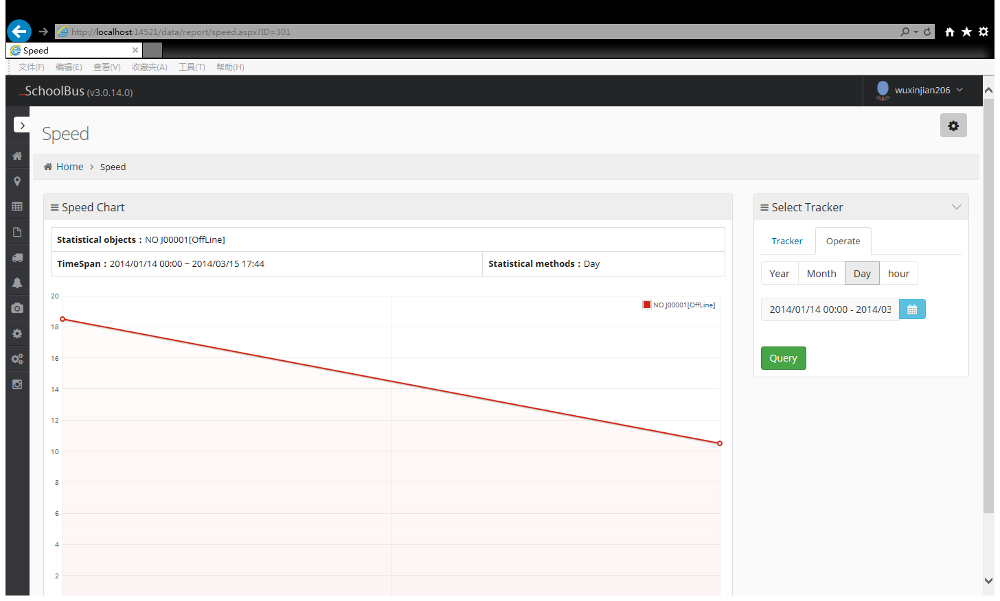 http://localhost:14521/data/report/speed.aspx?ID=301
Speed
文件(F) 编辑(E) 查看(V) 收藏夹(A) 工具(T) 帮助(H)
...SchoolBus (v3.0.14.0)
wuxinjian206
Speed
Home > Speed
Speed Chart
Statistical objects：NO J00001[OffLine]
TimeSpan：2014/01/14 00:00 ~ 2014/03/15 17:44
Statistical methods：Day
20
NO J00001[OffLine]
18
16
14
12
10
8
6
4
2
Select Tracker
Tracker Operate
Year Month Day hour
2014/01/14 00:00 - 2014/03
Query